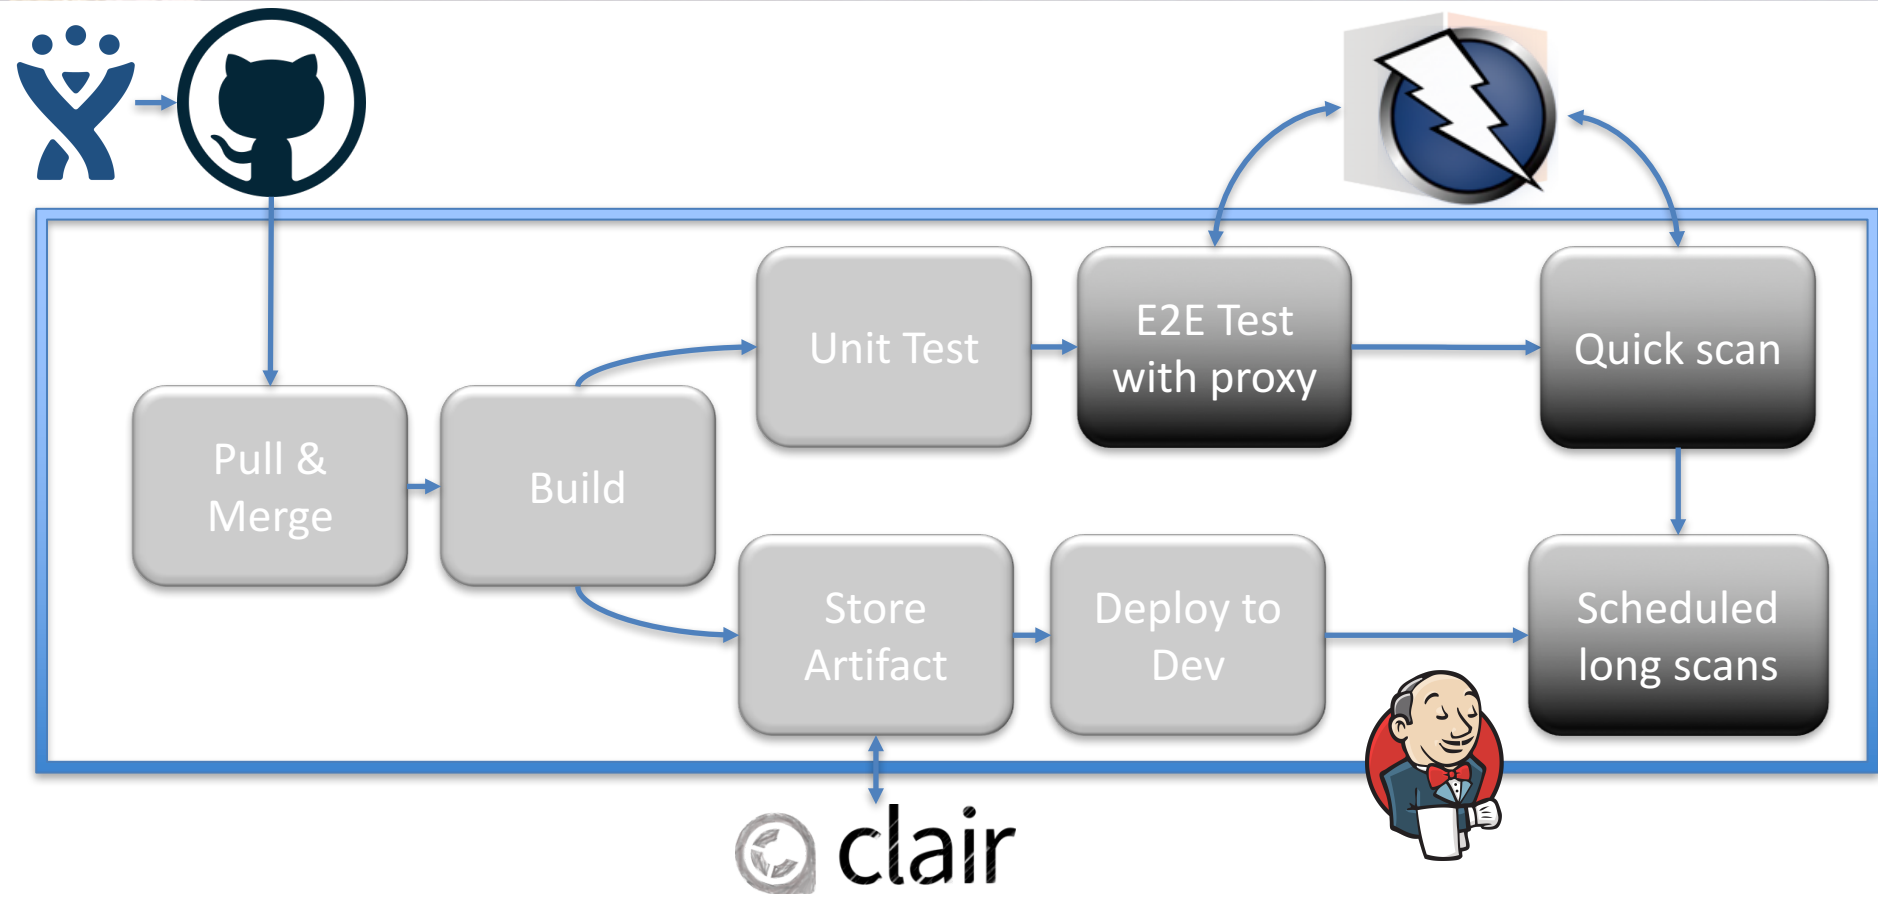 Unit Test
E2E Test
with proxy
Quick scan
Pull &
Merge
Build
Store
Artifact
Deploy to
Dev
Scheduled
long scans
clair